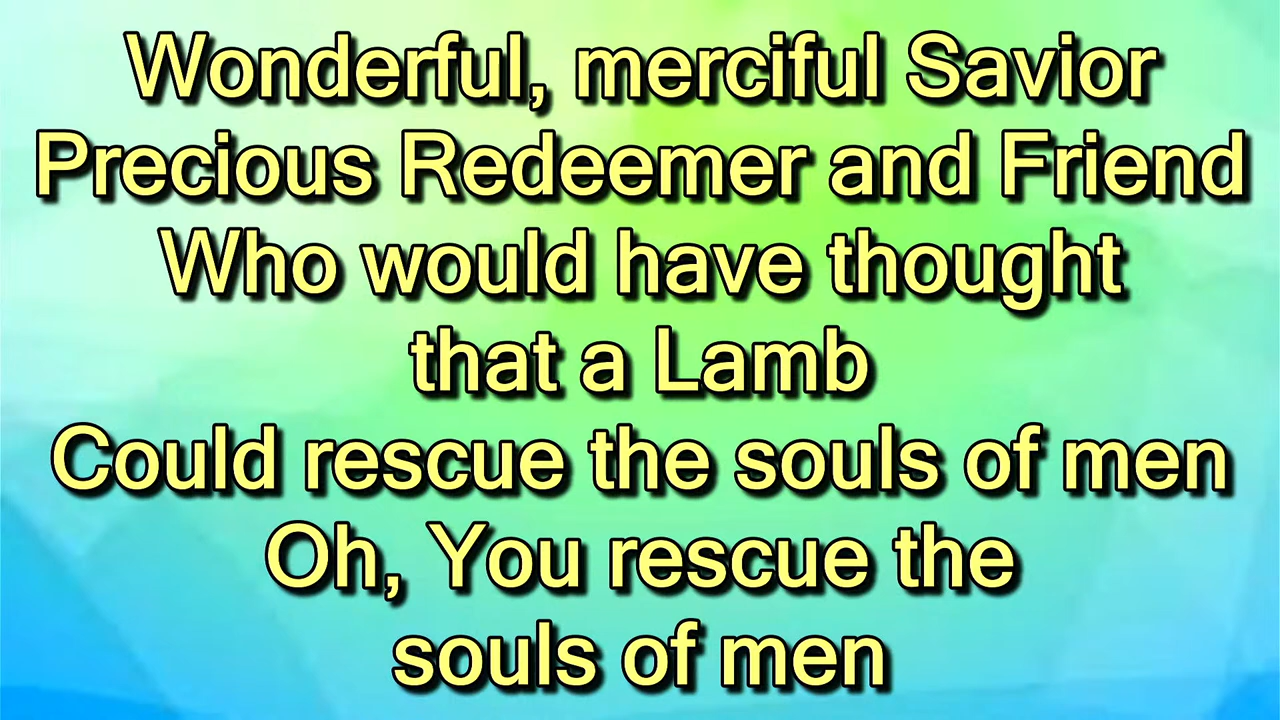 Wonderful, merciful Savior
Precious Redeemer and Friend
Who would have thought
that a Lamb
Could rescue the souls of men
Oh, You rescue the
souls of men